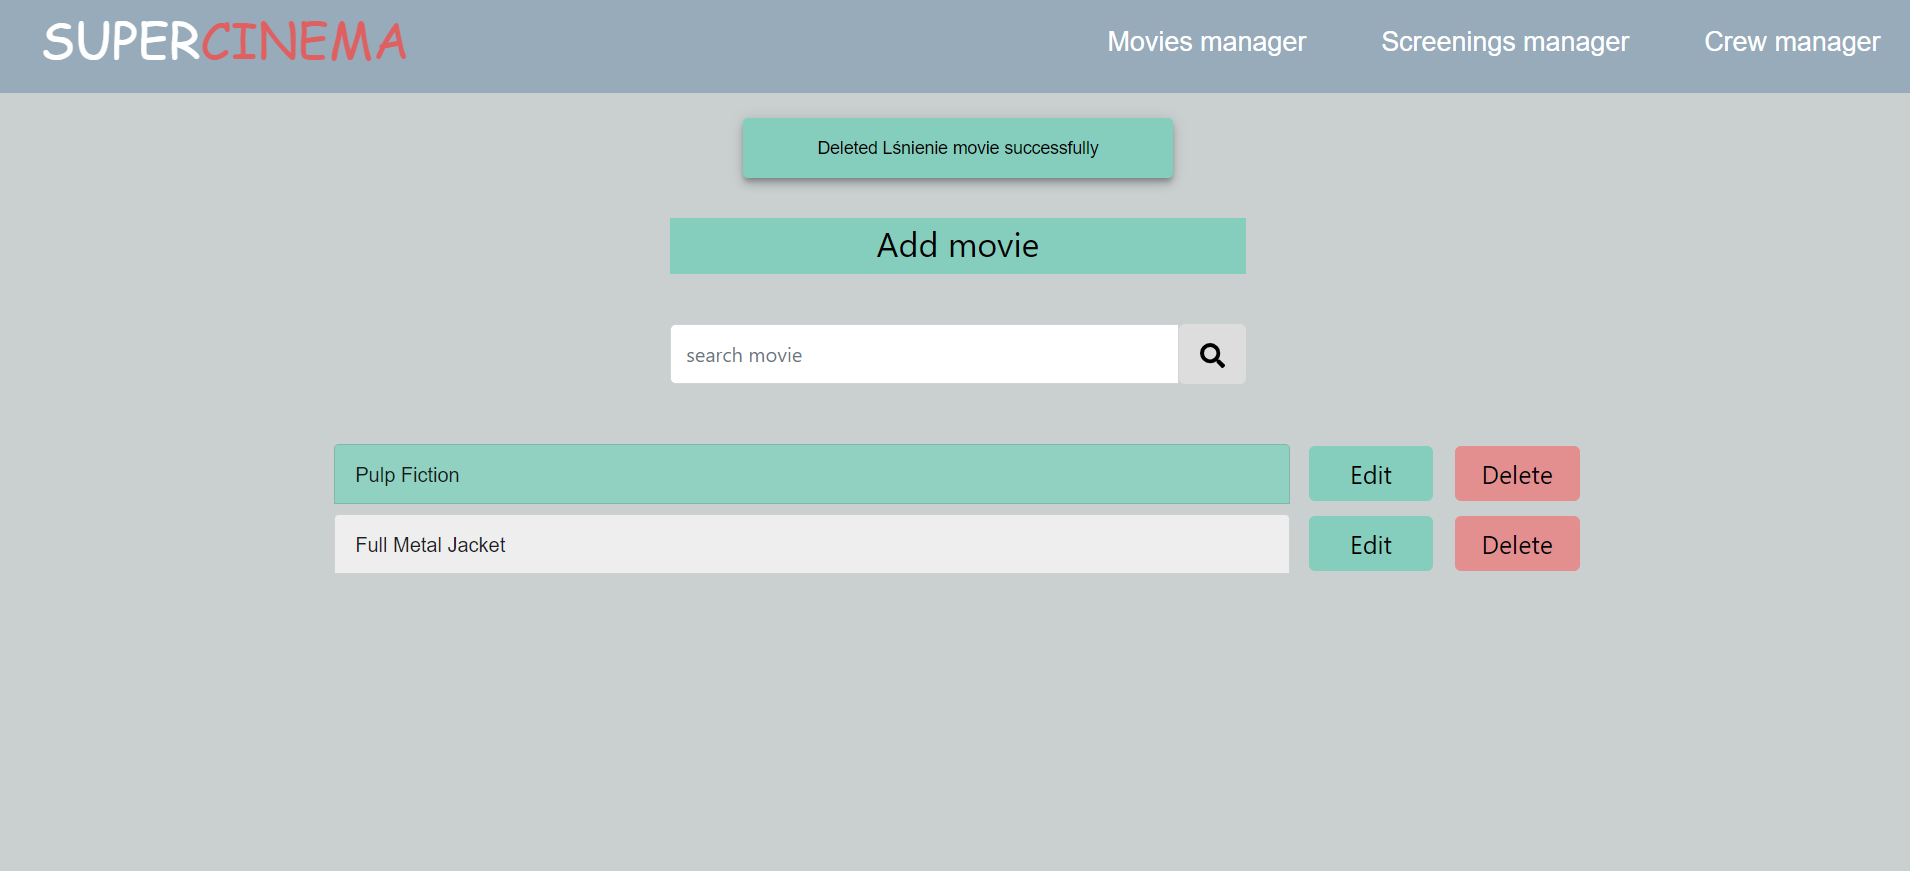 SUPERCINEMA
Movies manager
Screenings manager
Crew manager
Deleted Lśnienie movie successfully
Add movie
search movie
Pulp Fiction
Edit
Delete
Full Metal Jacket
Edit
Delete